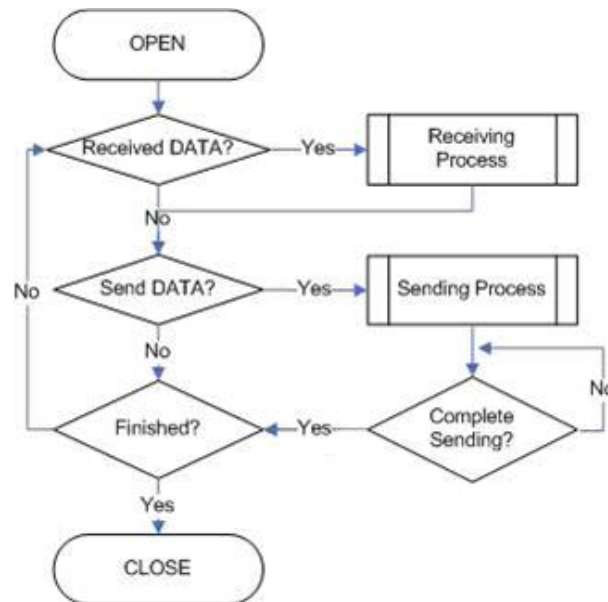 OPEN
Received DATA?
Yes
Receiving
Process
No
Send DATA?
Yes
Sending Process
No
No
No
Finished?
Yes
Complete
Sending?
Yes
CLOSE